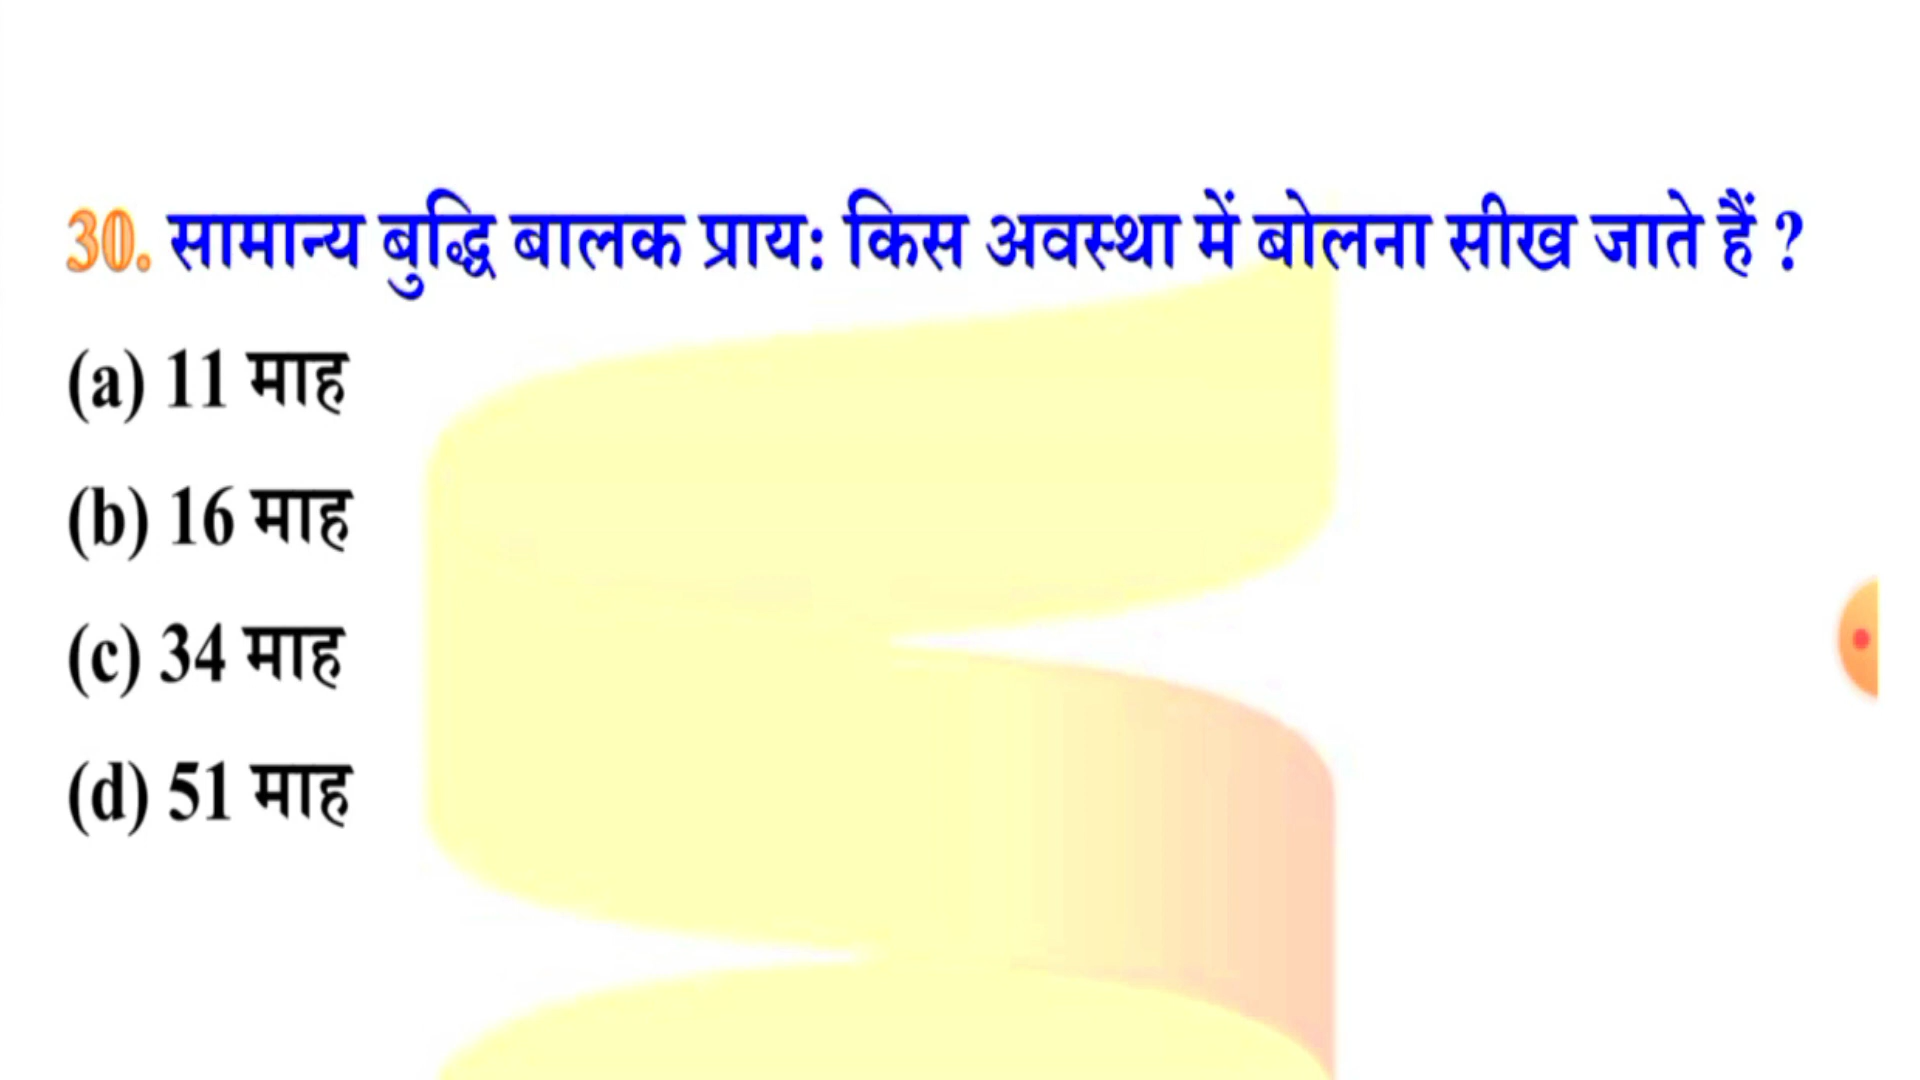 30. सामान्य बुद्धि बालक प्राय: किस अवस्था में बोलना सीख जाते हैं ?
(a) 11 माह
(b) 16 माह
(c) 34 माह
(d) 51 माह